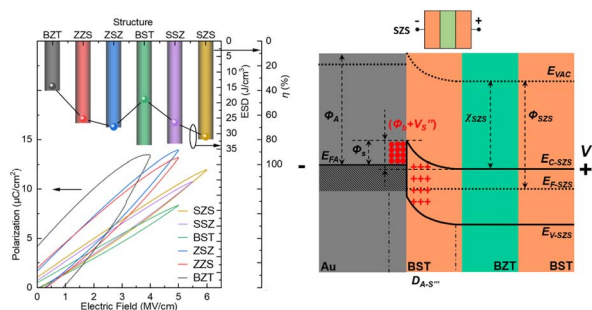 Structure
BZT ZZS ZSZ BST SSZ SZS
Polarization (μC/cm²)
15
10
5
0
0 1 2 3 4 5 6
Electric Field (MV/cm)
SZS
SSZ
BST
ZSZ
ZZS
BZT
0
5
10
15
20
25
30
35
ESD (J/cm³)
0
20
40
60
80
100
η (%)
SZS - +
E_VAC
Φ_A
(Φ_b+V_S'')
χ_SZS
Φ_SZS
Φ_s
E_FA
E_C-SZS
V
- +
E_F-SZS
++++
++++
+++
E_V-SZS
Au BST BZT BST
D_A-S'''